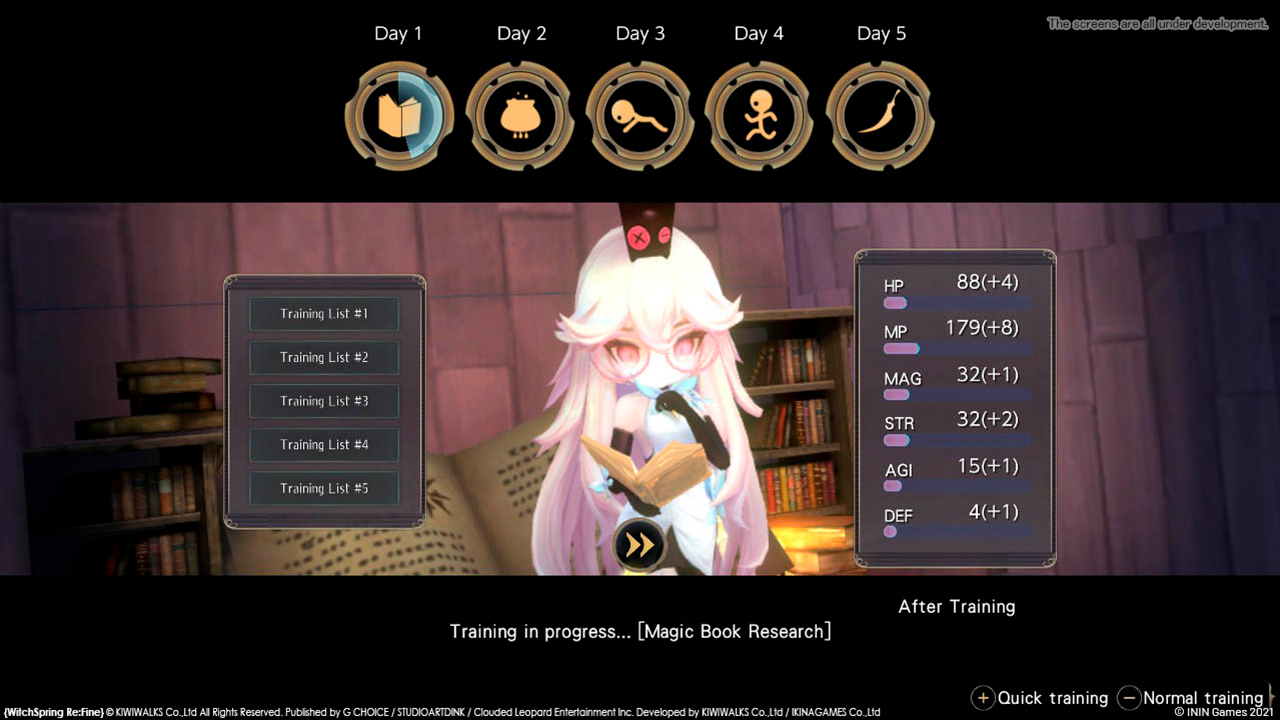 Day 1
Day 2
Day 3
Day 4
Day 5
The screens are all under development.
Training List #1
Training List #2
Training List #3
Training List #4
Training List #5
HP 88(+4)
MP 179(+8)
MAG 32(+1)
STR 32(+2)
AGI 15(+1)
DEF 4(+1)
After Training
Training in progress... [Magic Book Research]
+ Quick training - Normal training
{WitchSpring Re:Fine} © KIWIWALKS Co.,Ltd All Rights Reserved. Published by G CHOICE / STUDIOARTDINK / Clouded Leopard Entertainment Inc. Developed by KIWIWALKS Co.,Ltd / IKINAGAMES Co.,Ltd
© ININ Games 2021